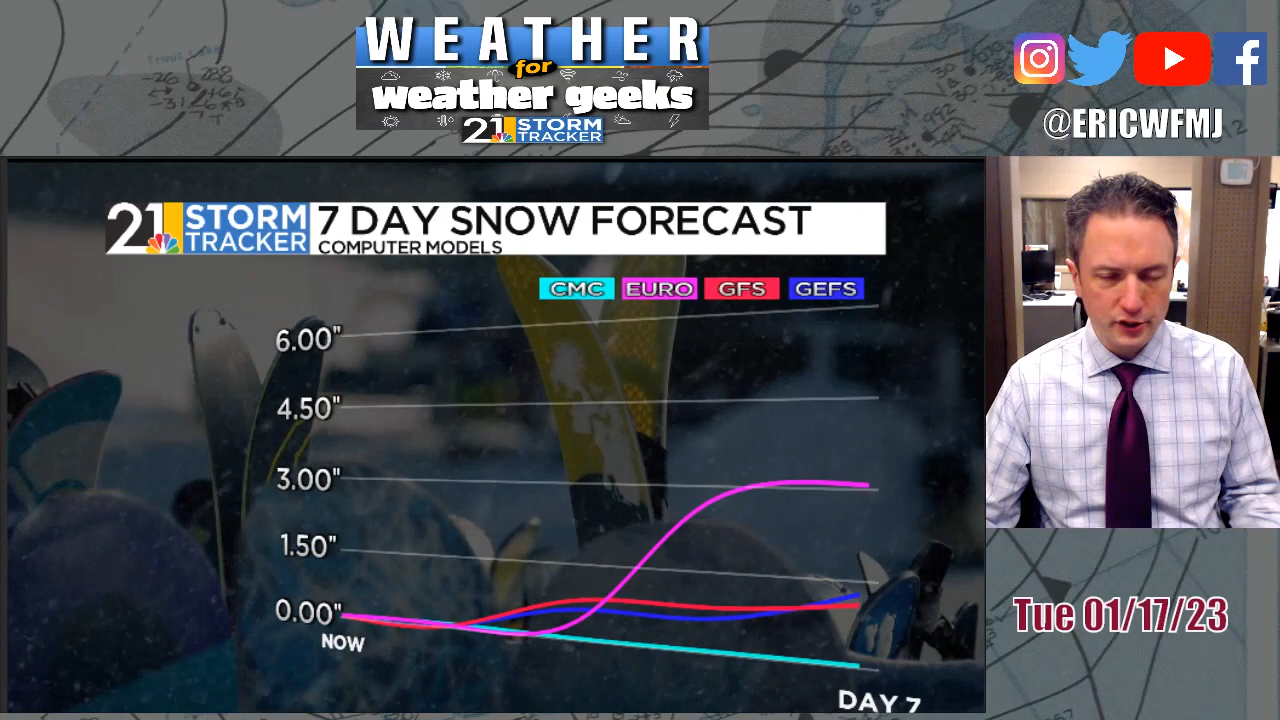 WEATHER
for
weather geeks
21 STORM
TRACKER
@ERICWFMJ
21 STORM
TRACKER
7 DAY SNOW FORECAST
COMPUTER MODELS
CMC EURO GFS GEFS
6.00"
4.50"
3.00"
1.50"
0.00"
NOW
DAY 7
Tue 01/17/23